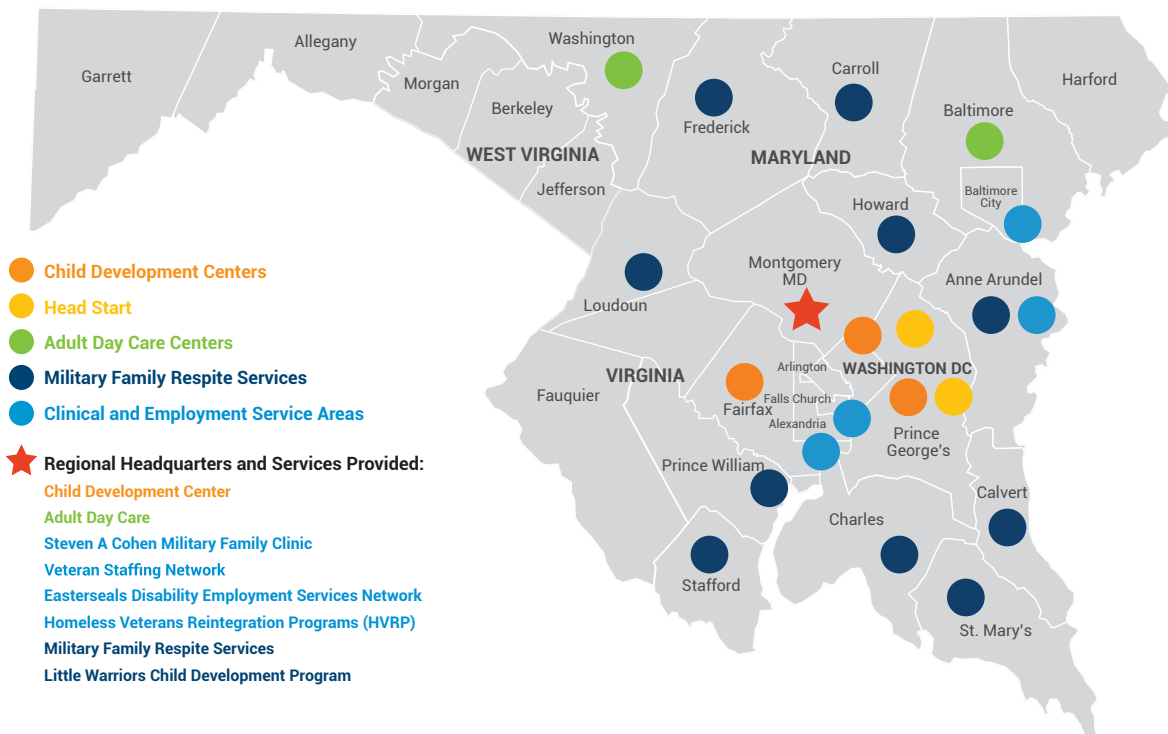 Washington
Allegany
Garrett
Morgan
Carroll
Harford
Berkeley
Frederick
Baltimore
WEST VIRGINIA
MARYLAND
Jefferson
Baltimore
City
Howard
Child Development Centers
Head Start
Adult Day Care Centers
Military Family Respite Services
Clinical and Employment Service Areas
Regional Headquarters and Services Provided:
Child Development Center
Adult Day Care
Steven A Cohen Military Family Clinic
Veteran Staffing Network
Easterseals Disability Employment Services Network
Homeless Veterans Reintegration Programs (HVRP)
Military Family Respite Services
Little Warriors Child Development Program
Montgomery
MD
Anne Arundel
Loudoun
Arlington
WASHINGTON DC
VIRGINIA
Fauquier
Falls Church
Fairfax
Alexandria
Prince
George's
Prince William
Calvert
Charles
Stafford
St. Mary's